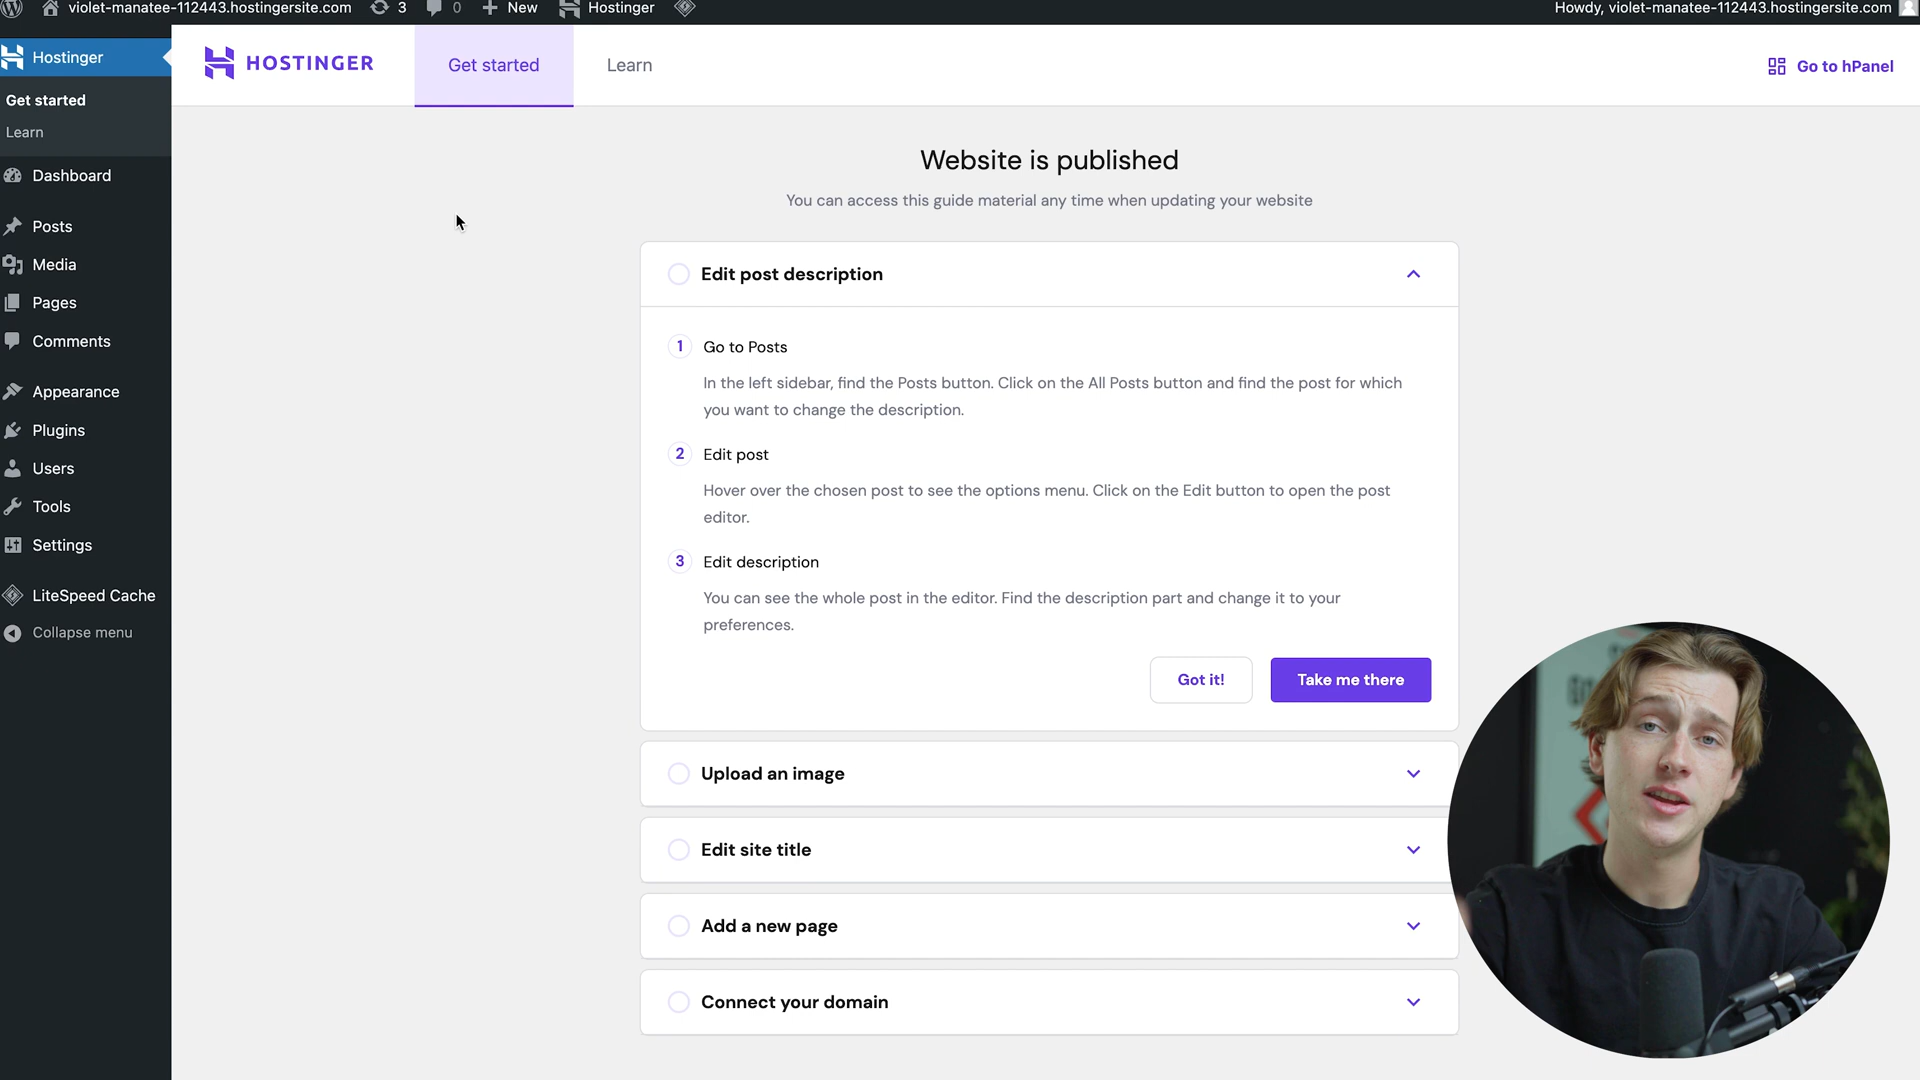 violet-manatee-112443.hostingersite.com 3 0 New Hostinger Howdy, violet-manatee-112443.hostingersite.com
Hostinger
Get started
Learn
Dashboard
Posts
Media
Pages
Comments
Appearance
Plugins
Users
Tools
Settings
LiteSpeed Cache
Collapse menu
HOSTINGER Get started Learn Go to hPanel
Website is published
You can access this guide material any time when updating your website
Edit post description
1 Go to Posts
In the left sidebar, find the Posts button. Click on the All Posts button and find the post for which
you want to change the description.
2 Edit post
Hover over the chosen post to see the options menu. Click on the Edit button to open the post
editor.
3 Edit description
You can see the whole post in the editor. Find the description part and change it to your
preferences.
Got it! Take me there
Upload an image
Edit site title
Add a new page
Connect your domain